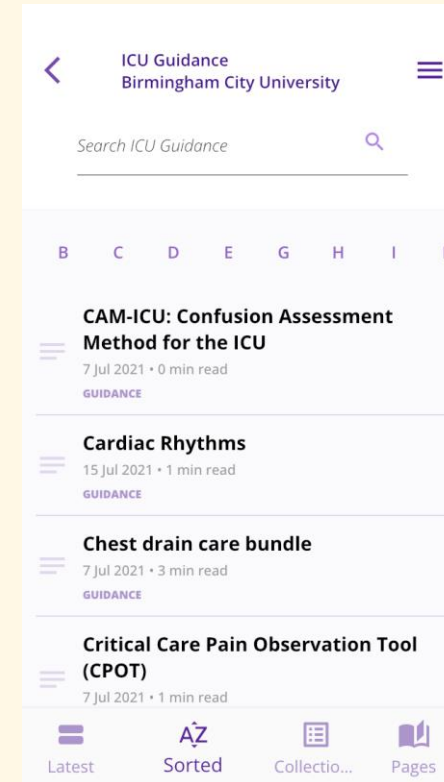 ICU Guidance
Birmingham City University
Search ICU Guidance
B C D E G H I
CAM-ICU: Confusion Assessment
Method for the ICU
7 Jul 2021 • 0 min read
GUIDANCE
Cardiac Rhythms
15 Jul 2021 • 1 min read
GUIDANCE
Chest drain care bundle
7 Jul 2021 • 3 min read
GUIDANCE
Critical Care Pain Observation Tool
(CPOT)
7 Jul 2021 • 1 min read
AZ
Latest Sorted Collectio... Pages